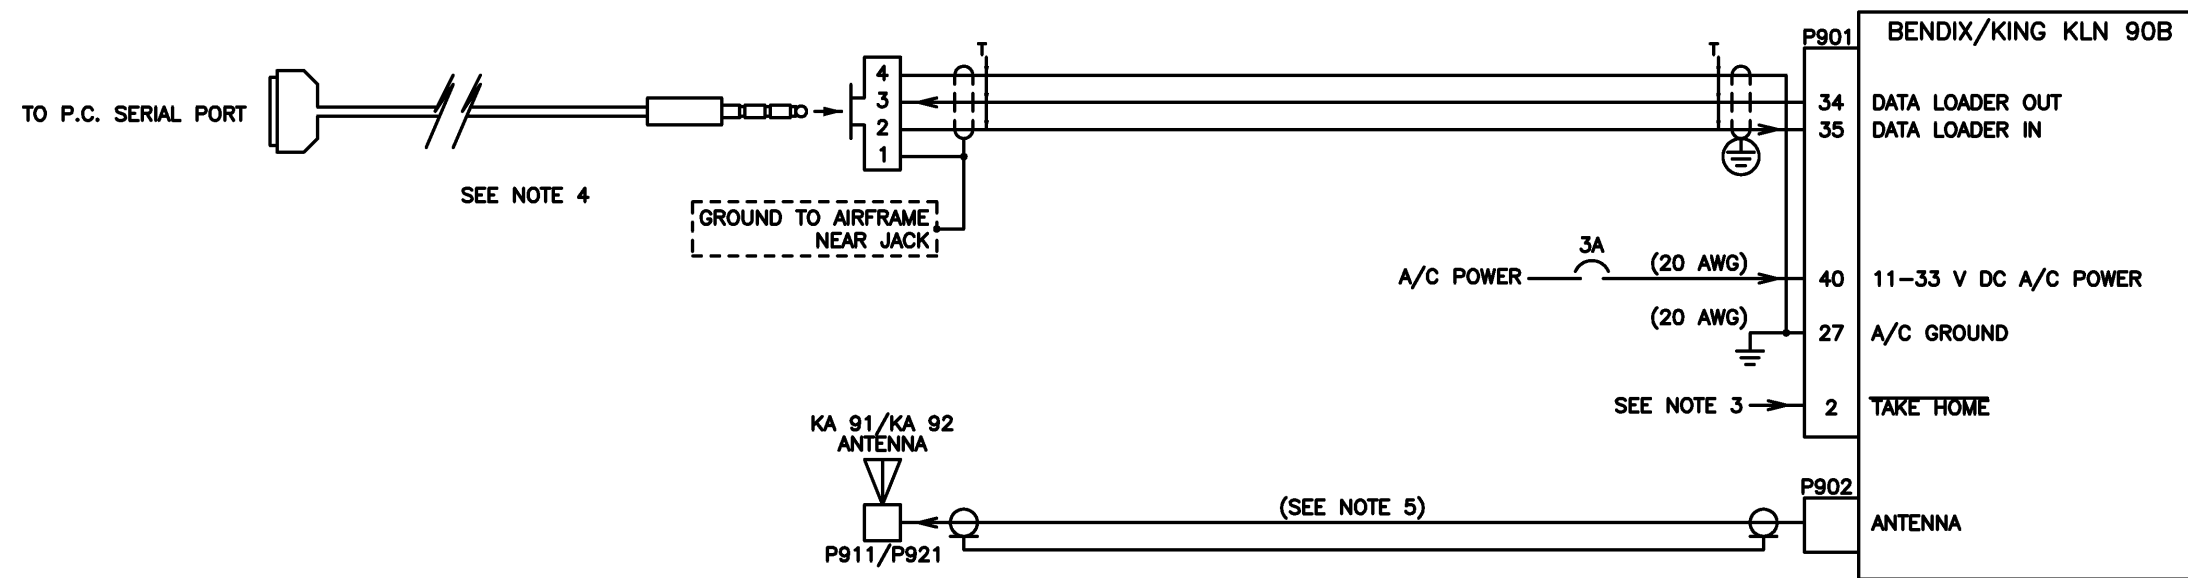 BENDIX/KING KLN 90B
P901
T
T
4
3
2
1
TO P.C. SERIAL PORT
34 DATA LOADER OUT
35 DATA LOADER IN
SEE NOTE 4
GROUND TO AIRFRAME
NEAR JACK
3A
A/C POWER
(20 AWG)
40 11-33 V DC A/C POWER
(20 AWG)
27 A/C GROUND
SEE NOTE 3
2 TAKE HOME
KA 91/KA 92
ANTENNA
P911/P921
(SEE NOTE 5)
P902
ANTENNA